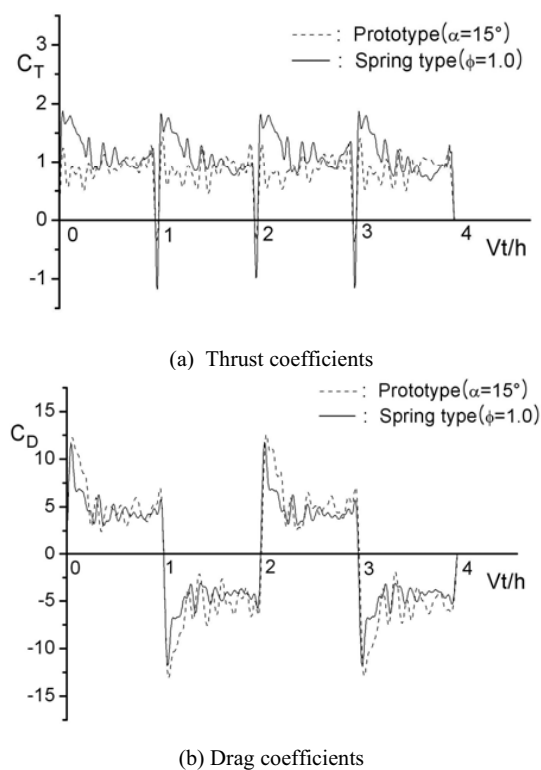 3
C_T
2
1
0
-1
0
1
2
3
4
Vt/h
: Prototype(α=15°)
: Spring type(ϕ=1.0)
(a) Thrust coefficients
15
C_D
10
5
0
-5
-10
-15
0
1
2
3
4
Vt/h
: Prototype(α=15°)
: Spring type(ϕ=1.0)
(b) Drag coefficients